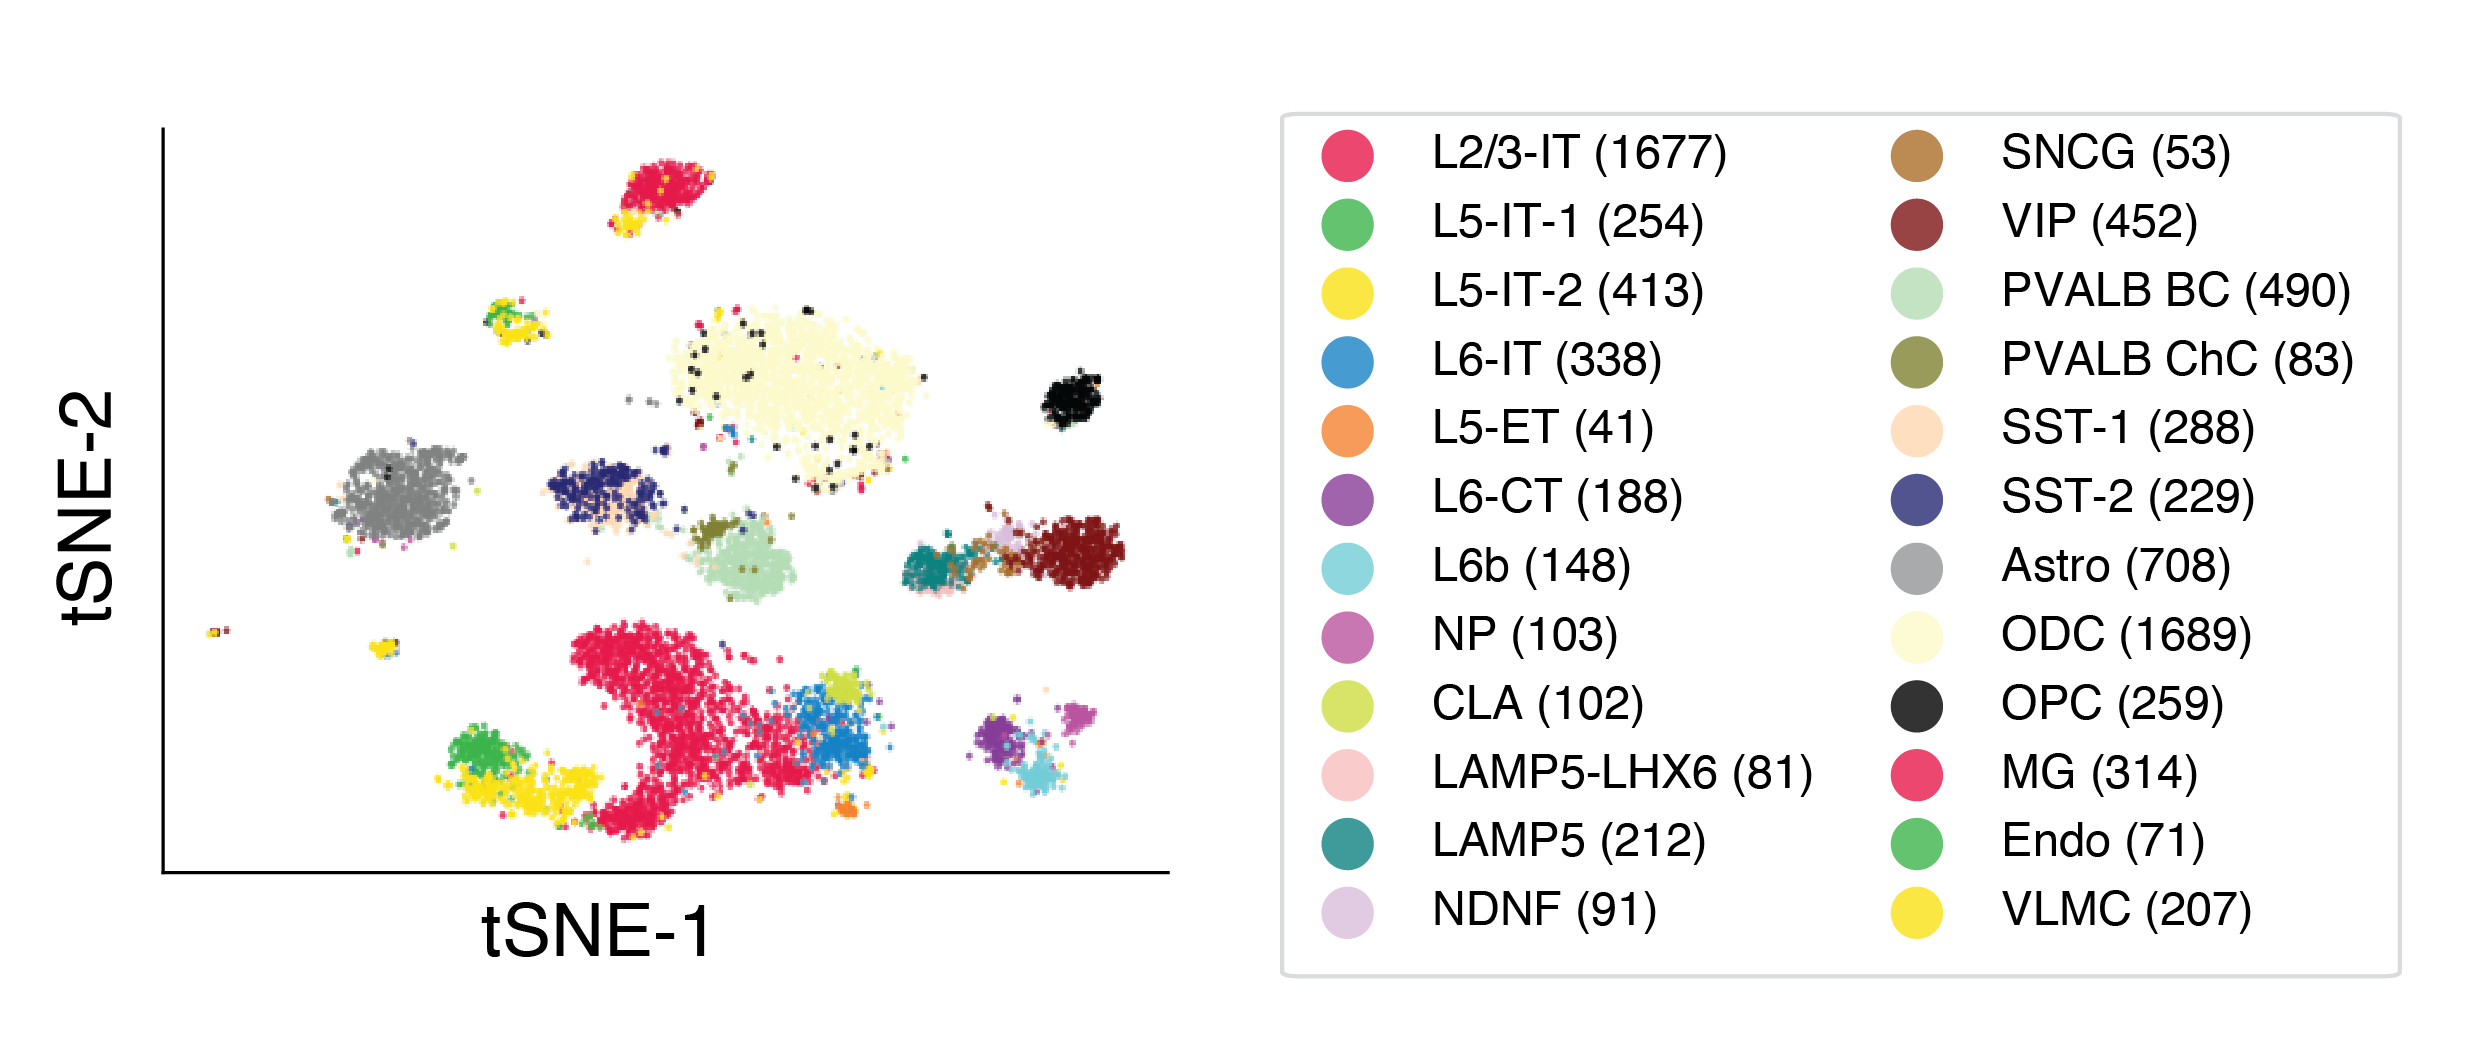 tSNE-2
tSNE-1
L2/3-IT (1677)
L5-IT-1 (254)
L5-IT-2 (413)
L6-IT (338)
L5-ET (41)
L6-CT (188)
L6b (148)
NP (103)
CLA (102)
LAMP5-LHX6 (81)
LAMP5 (212)
NDNF (91)
SNCG (53)
VIP (452)
PVALB BC (490)
PVALB ChC (83)
SST-1 (288)
SST-2 (229)
Astro (708)
ODC (1689)
OPC (259)
MG (314)
Endo (71)
VLMC (207)